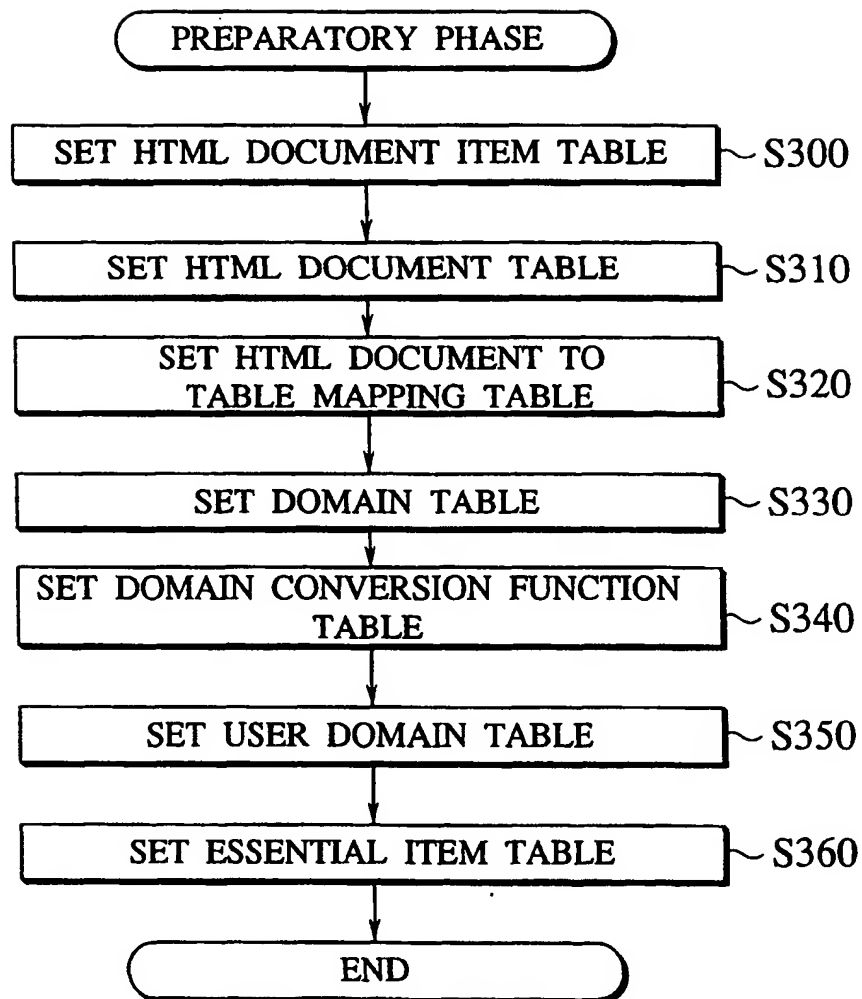 PREPARATORY PHASE
SET HTML DOCUMENT ITEM TABLE
S300
SET HTML DOCUMENT TABLE
S310
SET HTML DOCUMENT TO
TABLE MAPPING TABLE
S320
SET DOMAIN TABLE
S330
SET DOMAIN CONVERSION FUNCTION
TABLE
S340
SET USER DOMAIN TABLE
S350
SET ESSENTIAL ITEM TABLE
S360
END